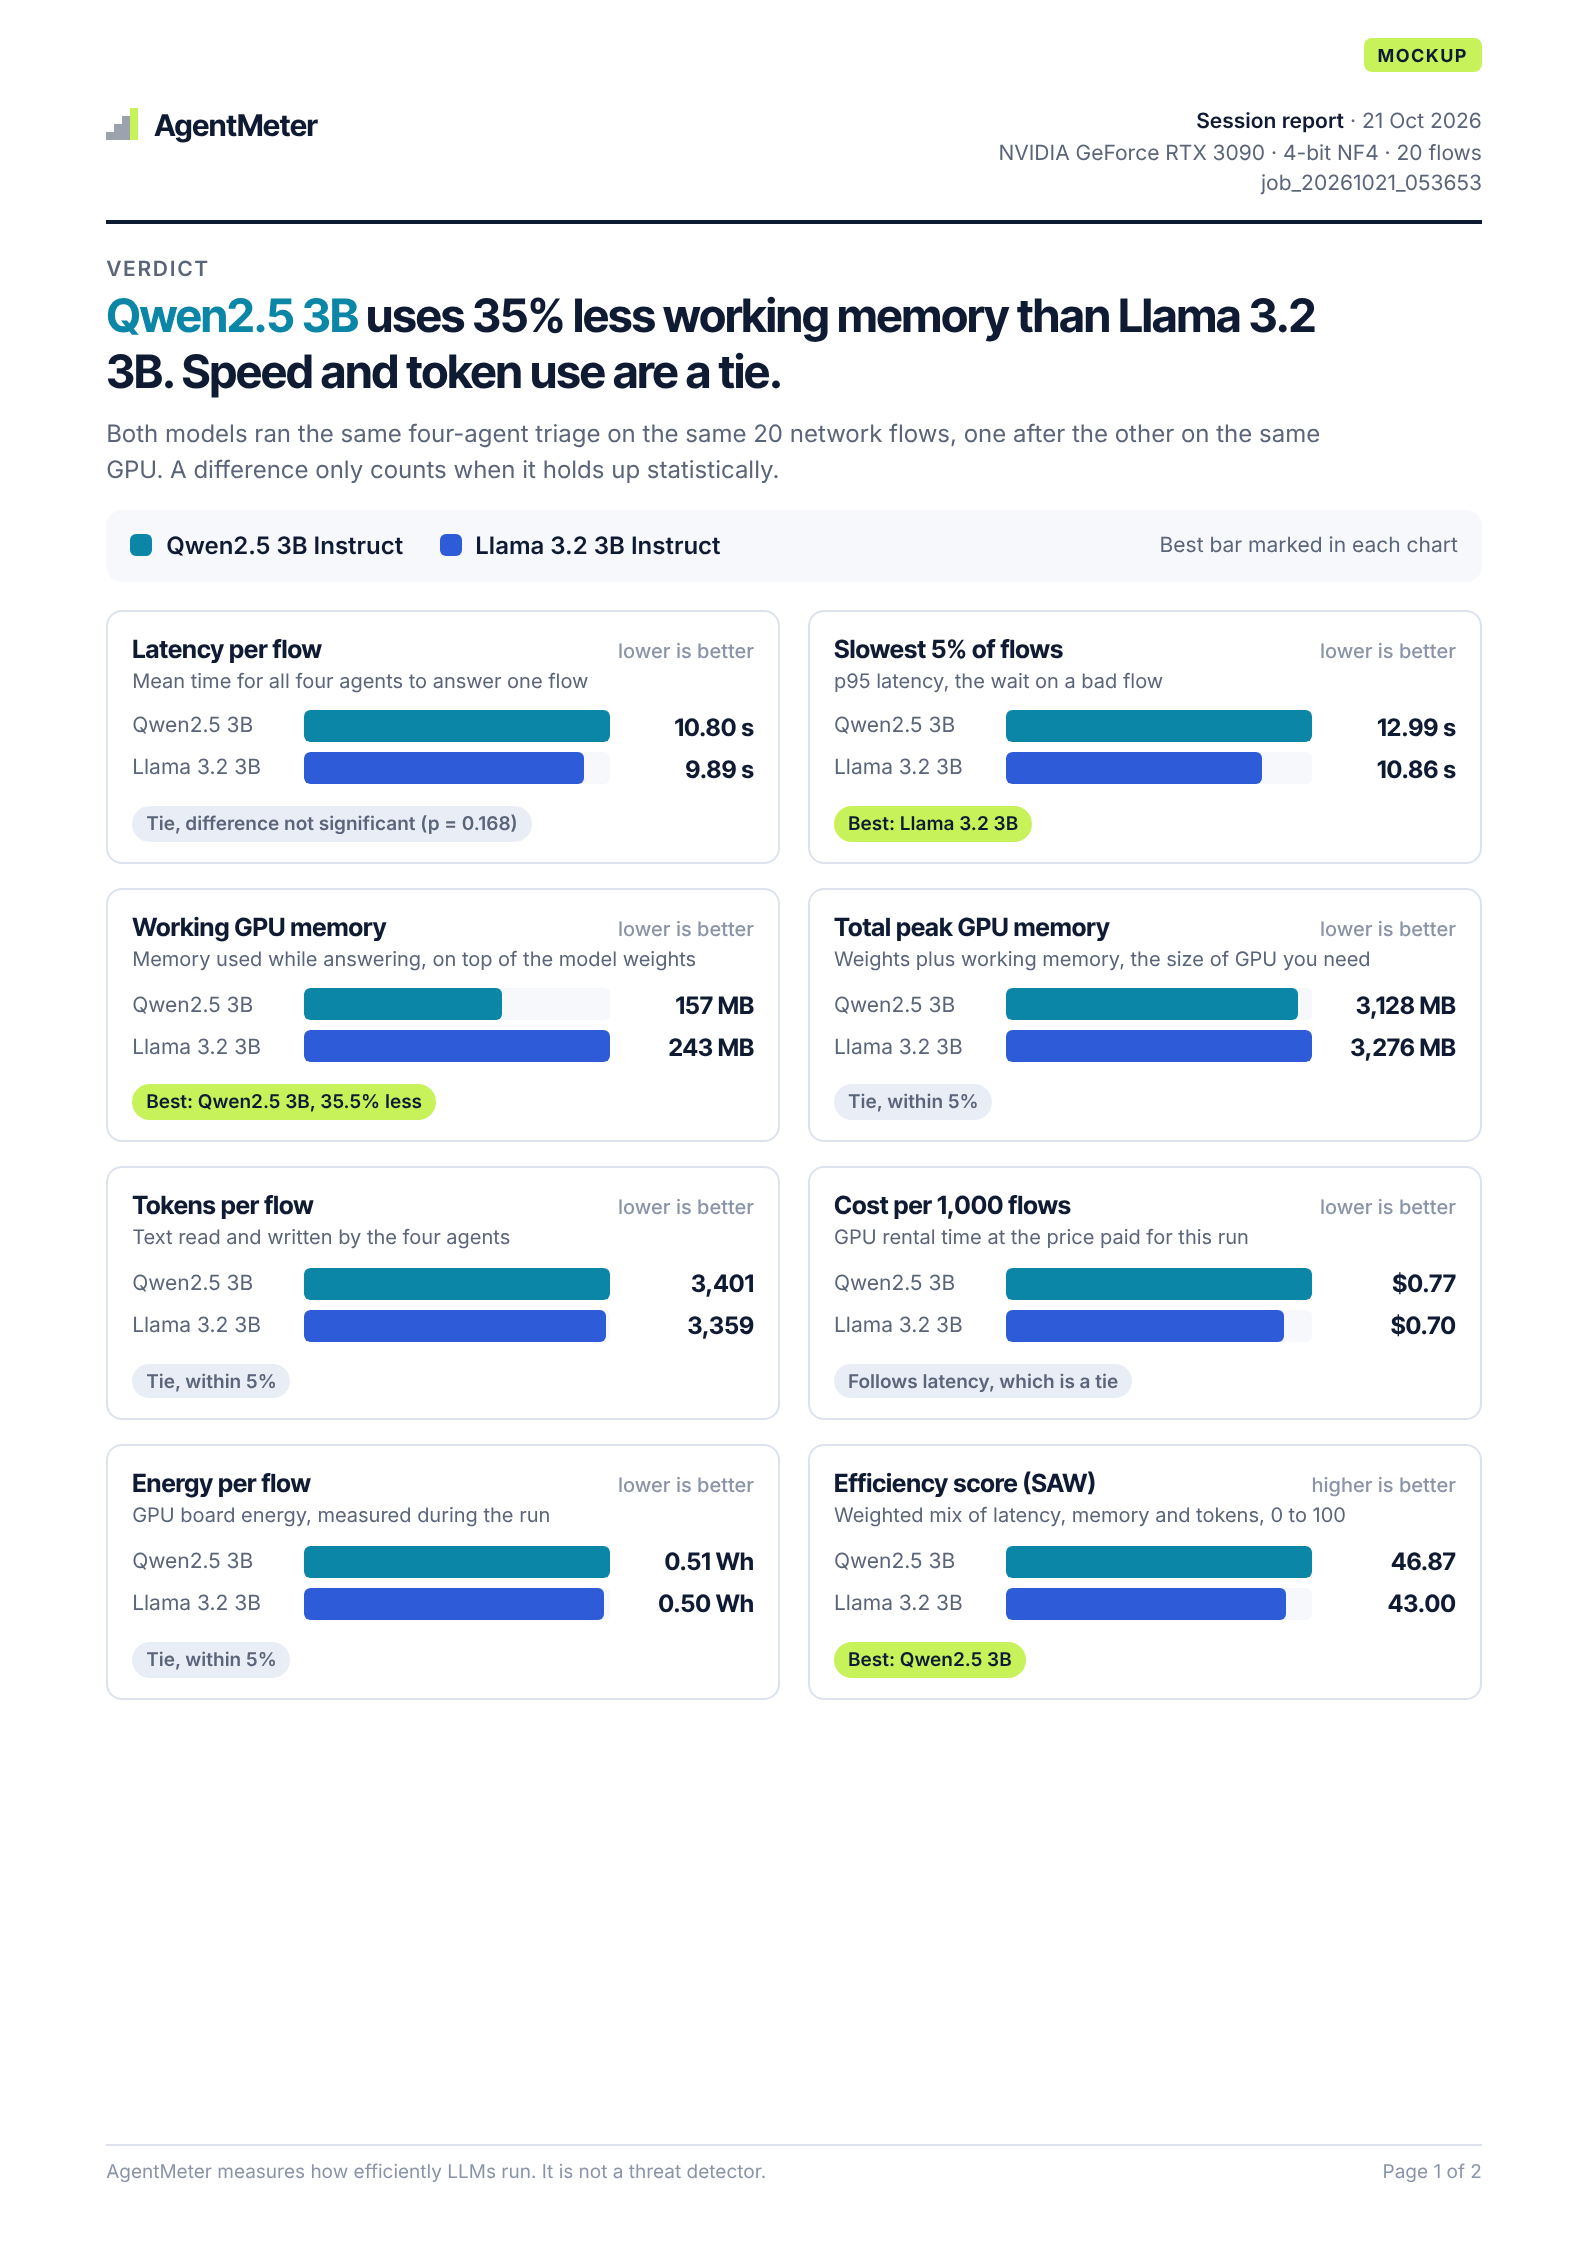 MOCKUP
AgentMeter
Session report · 21 Oct 2026
NVIDIA GeForce RTX 3090 · 4-bit NF4 · 20 flows
job_20261021_053653
VERDICT
Qwen2.5 3B uses 35% less working memory than Llama 3.2
3B. Speed and token use are a tie.
Both models ran the same four-agent triage on the same 20 network flows, one after the other on the same
GPU. A difference only counts when it holds up statistically.
Qwen2.5 3B Instruct Llama 3.2 3B Instruct Best bar marked in each chart
Latency per flow lower is better
Mean time for all four agents to answer one flow
Qwen2.5 3B 10.80 s
Llama 3.2 3B 9.89 s
Tie, difference not significant (p = 0.168)
Slowest 5% of flows lower is better
p95 latency, the wait on a bad flow
Qwen2.5 3B 12.99 s
Llama 3.2 3B 10.86 s
Best: Llama 3.2 3B
Working GPU memory lower is better
Memory used while answering, on top of the model weights
Qwen2.5 3B 157 MB
Llama 3.2 3B 243 MB
Best: Qwen2.5 3B, 35.5% less
Total peak GPU memory lower is better
Weights plus working memory, the size of GPU you need
Qwen2.5 3B 3,128 MB
Llama 3.2 3B 3,276 MB
Tie, within 5%
Tokens per flow lower is better
Text read and written by the four agents
Qwen2.5 3B 3,401
Llama 3.2 3B 3,359
Tie, within 5%
Cost per 1,000 flows lower is better
GPU rental time at the price paid for this run
Qwen2.5 3B $0.77
Llama 3.2 3B $0.70
Follows latency, which is a tie
Energy per flow lower is better
GPU board energy, measured during the run
Qwen2.5 3B 0.51 Wh
Llama 3.2 3B 0.50 Wh
Tie, within 5%
Efficiency score (SAW) higher is better
Weighted mix of latency, memory and tokens, 0 to 100
Qwen2.5 3B 46.87
Llama 3.2 3B 43.00
Best: Qwen2.5 3B
AgentMeter measures how efficiently LLMs run. It is not a threat detector. Page 1 of 2